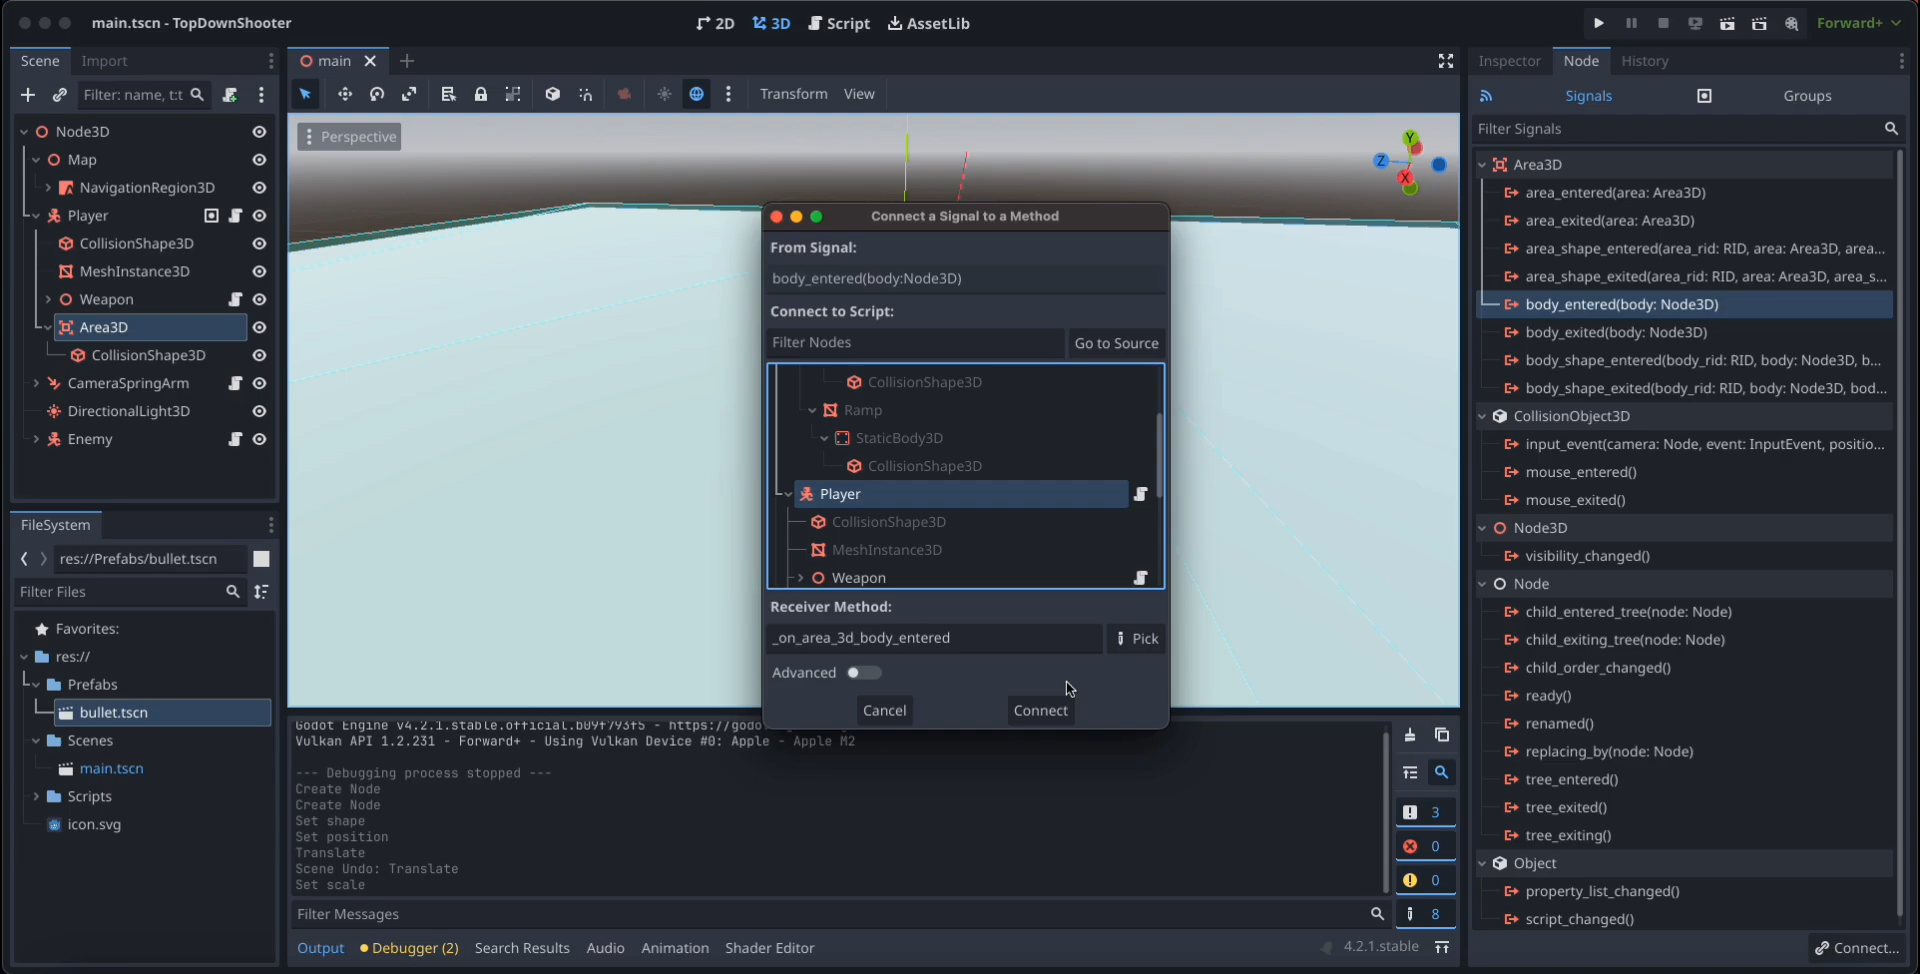 main.tscn - TopDownShooter
2D
3D
Script
AssetLib
Forward+
Scene
Import
Filter: name, t:t
Node3D
Map
NavigationRegion3D
Player
CollisionShape3D
MeshInstance3D
Weapon
Area3D
CollisionShape3D
CameraSpringArm
DirectionalLight3D
Enemy
FileSystem
res://Prefabs/bullet.tscn
Filter Files
Favorites:
res://
Prefabs
bullet.tscn
Scenes
main.tscn
Scripts
icon.svg
main
Transform
View
Perspective
Y
Z
X
Connect a Signal to a Method
From Signal:
body_entered(body:Node3D)
Connect to Script:
Filter Nodes
Go to Source
CollisionShape3D
Ramp
StaticBody3D
CollisionShape3D
Player
CollisionShape3D
MeshInstance3D
Weapon
Receiver Method:
_on_area_3d_body_entered
Pick
Advanced
Cancel
Connect
Godot Engine v4.2.1.stable.official.b09f793f5 - https://godo
Vulkan API 1.2.231 - Forward+ - Using Vulkan Device #0: Apple - Apple M2
--- Debugging process stopped ---
Create Node
Create Node
Set shape
Set position
Translate
Scene Undo: Translate
Set scale
3
0
0
8
Filter Messages
Output
Debugger (2)
Search Results
Audio
Animation
Shader Editor
4.2.1.stable
Inspector
Node
History
Signals
Groups
Filter Signals
Area3D
area_entered(area: Area3D)
area_exited(area: Area3D)
area_shape_entered(area_rid: RID, area: Area3D, area...
area_shape_exited(area_rid: RID, area: Area3D, area_s...
body_entered(body: Node3D)
body_exited(body: Node3D)
body_shape_entered(body_rid: RID, body: Node3D, b...
body_shape_exited(body_rid: RID, body: Node3D, bod...
CollisionObject3D
input_event(camera: Node, event: InputEvent, positio...
mouse_entered()
mouse_exited()
Node3D
visibility_changed()
Node
child_entered_tree(node: Node)
child_exiting_tree(node: Node)
child_order_changed()
ready()
renamed()
replacing_by(node: Node)
tree_entered()
tree_exited()
tree_exiting()
Object
property_list_changed()
script_changed()
Connect...